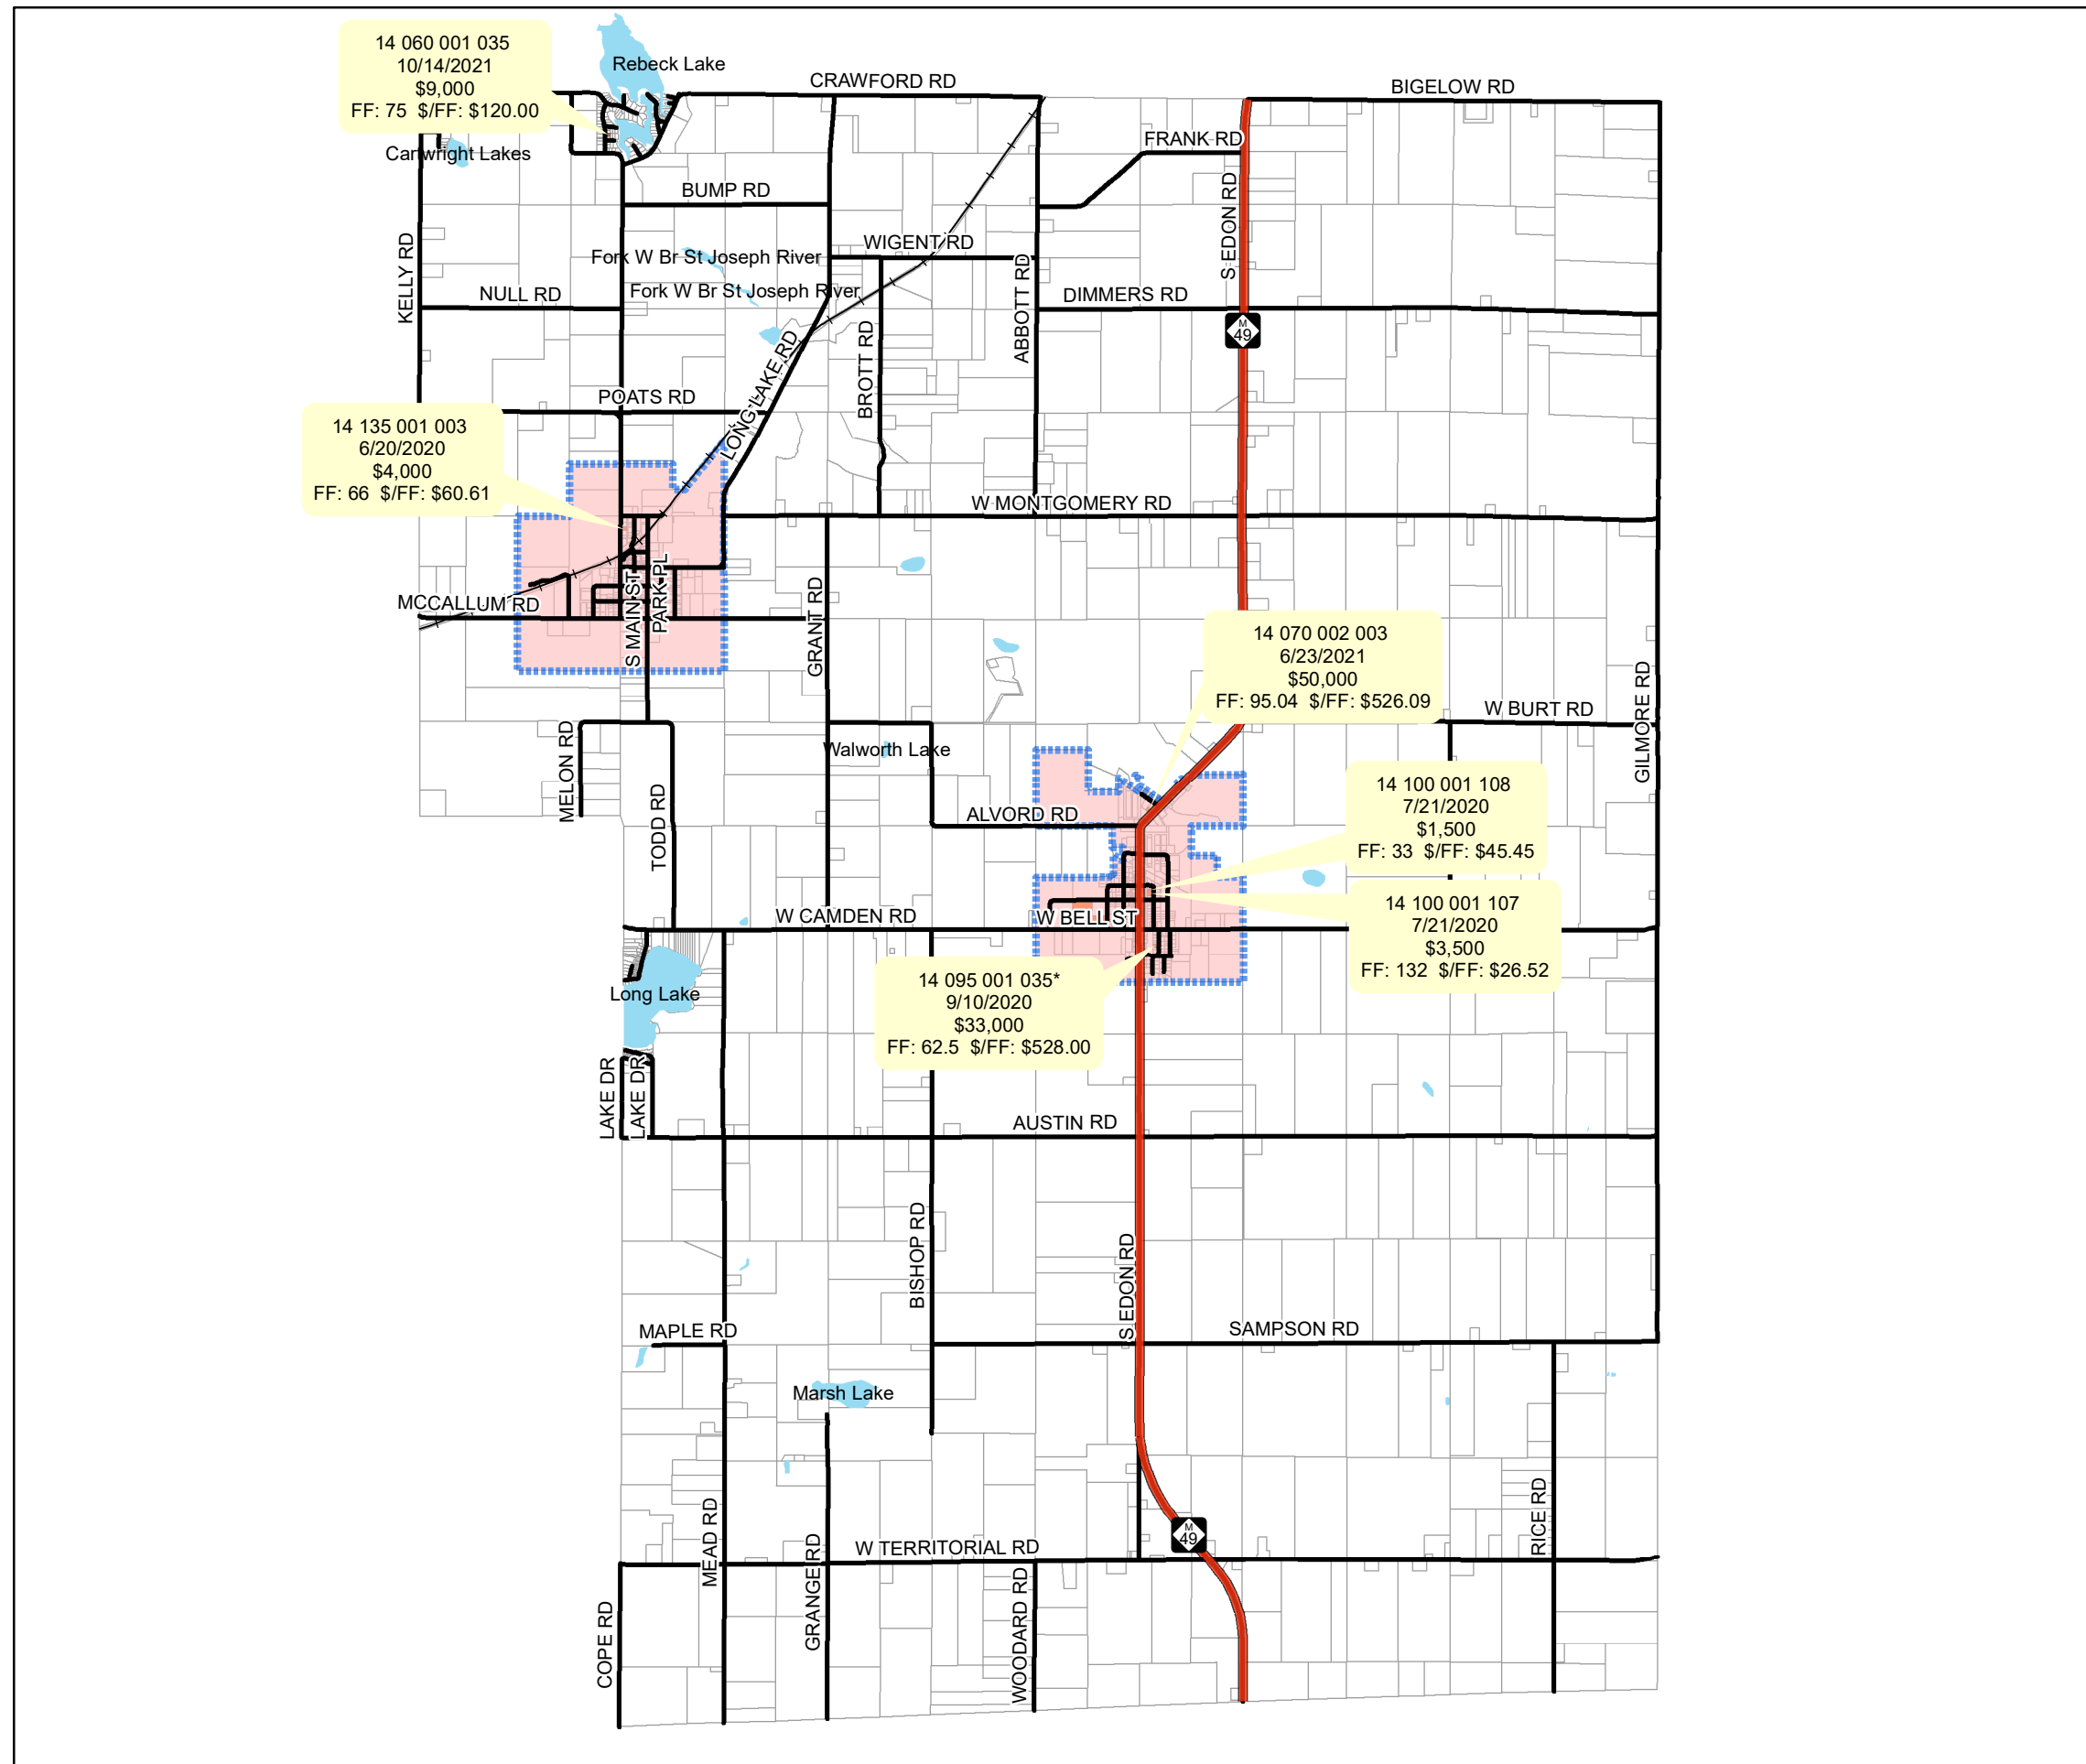 14 060 001 035
10/14/2021
$9,000
FF: 75  $/FF: $120.00
Rebeck Lake
CRAWFORD RD
BIGELOW RD
Cartwright Lakes
FRANK RD
BUMP RD
S EDON RD
KELLY RD
Fork W Br St Joseph River
WIGENT RD
Fork W Br St Joseph River
NULL RD
ABBOTT RD
DIMMERS RD
M
49
LONG LAKE RD
BROTT RD
POATS RD
14 135 001 003
6/20/2020
$4,000
FF: 66  $/FF: $60.61
W MONTGOMERY RD
MCCALLUM RD
S MAIN ST
PARK PL
GRANT RD
14 070 002 003
6/23/2021
$50,000
FF: 95.04  $/FF: $526.09
W BURT RD
GILMORE RD
MELON RD
Walworth Lake
TODD RD
ALVORD RD
14 100 001 108
7/21/2020
$1,500
FF: 33  $/FF: $45.45
W CAMDEN RD
W BELL ST
14 100 001 107
7/21/2020
$3,500
FF: 132  $/FF: $26.52
Long Lake
14 095 001 035*
9/10/2020
$33,000
FF: 62.5  $/FF: $528.00
LAKE DR
LAKE DR
AUSTIN RD
BISHOP RD
S EDON RD
MAPLE RD
SAMPSON RD
Marsh Lake
MEAD RD
GRANGE RD
W TERRITORIAL RD
M
49
RICE RD
COPE RD
WOODARD RD